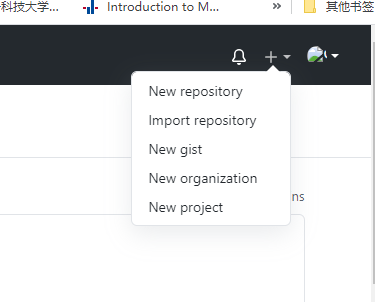 科技大学... Introduction to M... » 其他书签
New repository
Import repository
New gist
New organization
New project
ns